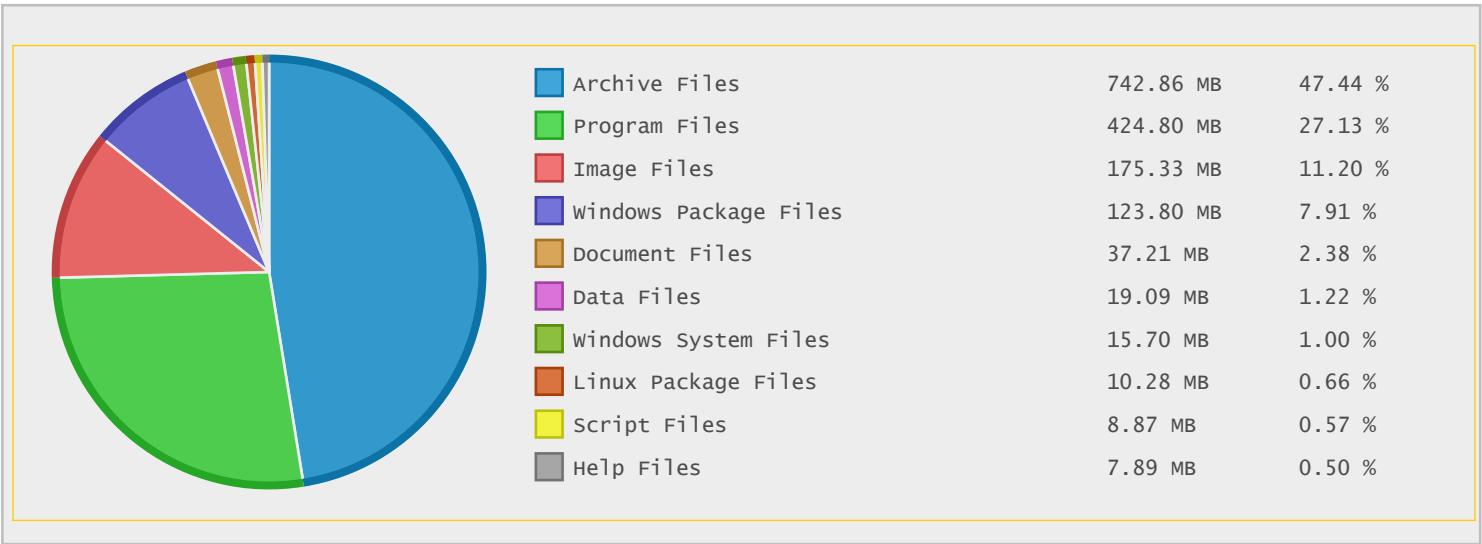 Archive Files 742.86 MB 47.44 %
Program Files 424.80 MB 27.13 %
Image Files 175.33 MB 11.20 %
Windows Package Files 123.80 MB 7.91 %
Document Files 37.21 MB 2.38 %
Data Files 19.09 MB 1.22 %
Windows System Files 15.70 MB 1.00 %
Linux Package Files 10.28 MB 0.66 %
Script Files 8.87 MB 0.57 %
Help Files 7.89 MB 0.50 %